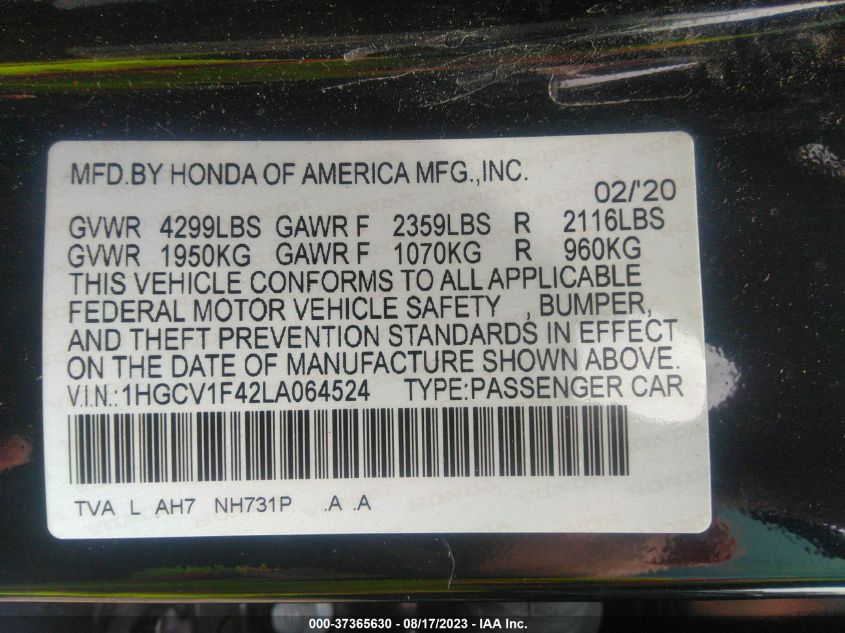 MFD.BY HONDA OF AMERICA MFG.,INC.
02/'20
GVWR 4299LBS GAWR F 2359LBS R 2116LBS
GVWR 1950KG GAWR F 1070KG R 960KG
THIS VEHICLE CONFORMS TO ALL APPLICABLE
FEDERAL MOTOR VEHICLE SAFETY , BUMPER,
AND THEFT PREVENTION STANDARDS IN EFFECT
ON THE DATE OF MANUFACTURE SHOWN ABOVE.
V.I.N.:1HGCV1F42LA064524 TYPE:PASSENGER CAR
TVA L AH7 NH731P .A .A
000-37365630 - 08/17/2023 - IAA Inc.